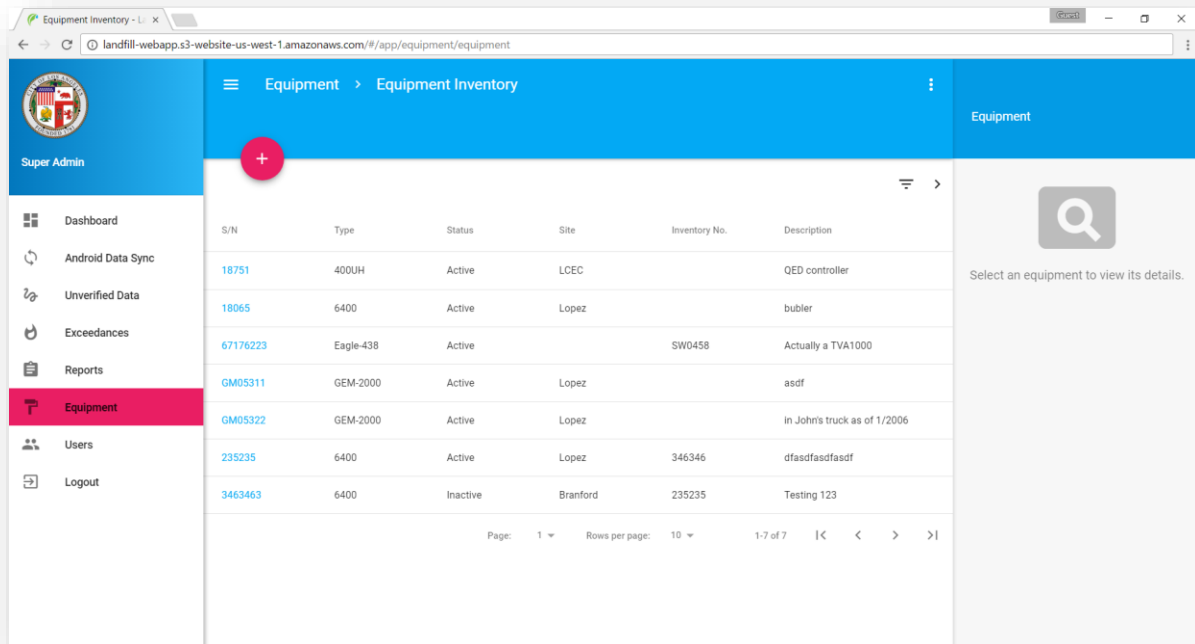 Equipment Inventory - L
Guest
landfill-webapp.s3-website-us-west-1.amazonaws.com/#/app/equipment/equipment
Super Admin
Equipment > Equipment Inventory
Equipment
Dashboard
Android Data Sync
Unverified Data
Exceedances
Reports
Equipment
Users
Logout
S/N Type Status Site Inventory No. Description
18751 400UH Active LCEC QED controller
18065 6400 Active Lopez bubler
67176223 Eagle-438 Active SW0458 Actually a TVA1000
GM05311 GEM-2000 Active Lopez asdf
GM05322 GEM-2000 Active Lopez in John's truck as of 1/2006
235235 6400 Active Lopez 346346 dfasdfasdfasdf
3463463 6400 Inactive Branford 235235 Testing 123
Page: 1 Rows per page: 10 1-7 of 7
Select an equipment to view its details.